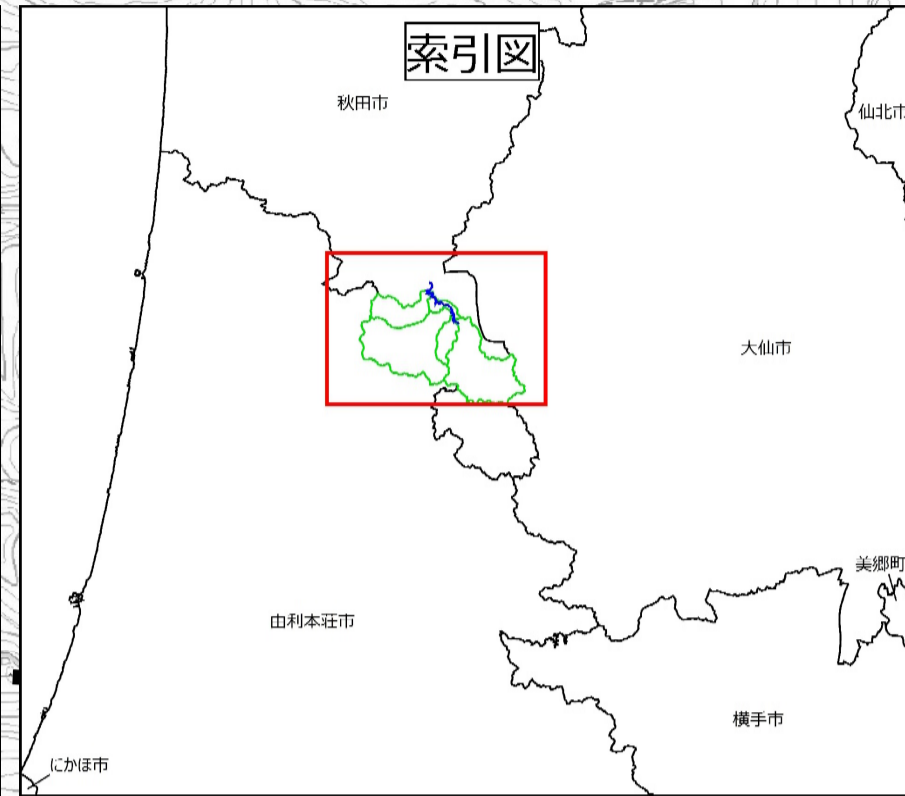 索引図
秋田市
仙北市
大仙市
美郷町
由利本荘市
横手市
にかほ市